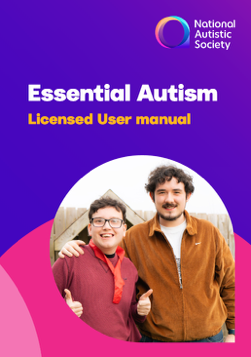 National
Autistic
Society
Essential Autism
Licensed User manual